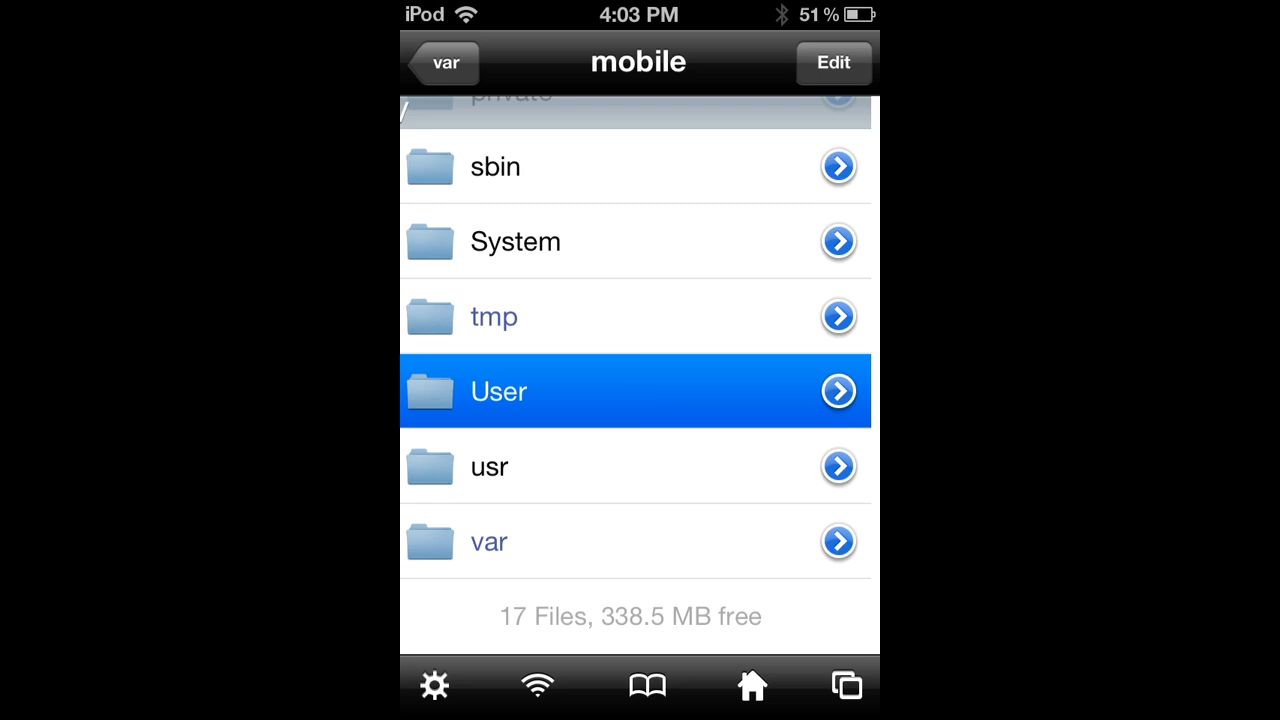 iPod 4:03 PM 51%
var mobile Edit
private
/
sbin
System
tmp
User
usr
var
17 Files, 338.5 MB free